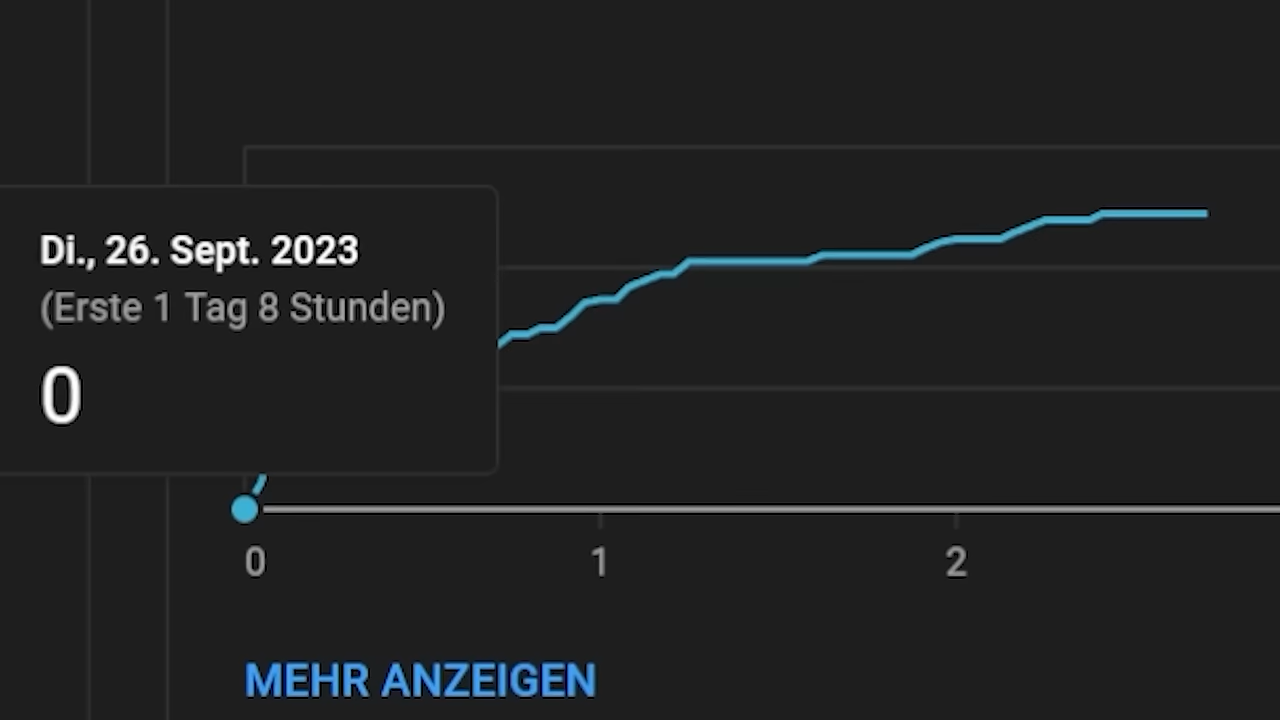 Di., 26. Sept. 2023
(Erste 1 Tag 8 Stunden)
0
0
1
2
MEHR ANZEIGEN